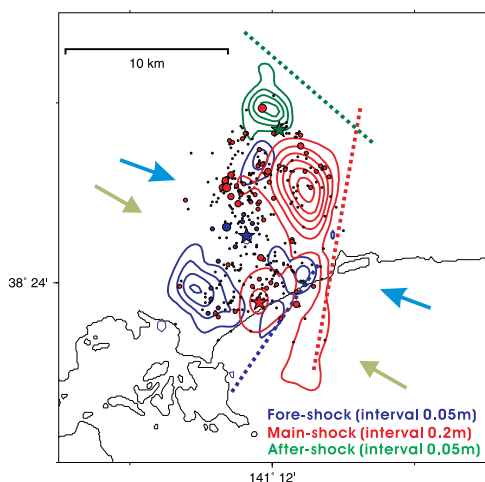 10 km
38° 24'
Fore-shock (interval 0.05m)
Main-shock (interval 0.2m)
After-shock (interval 0.05m)
141° 12'